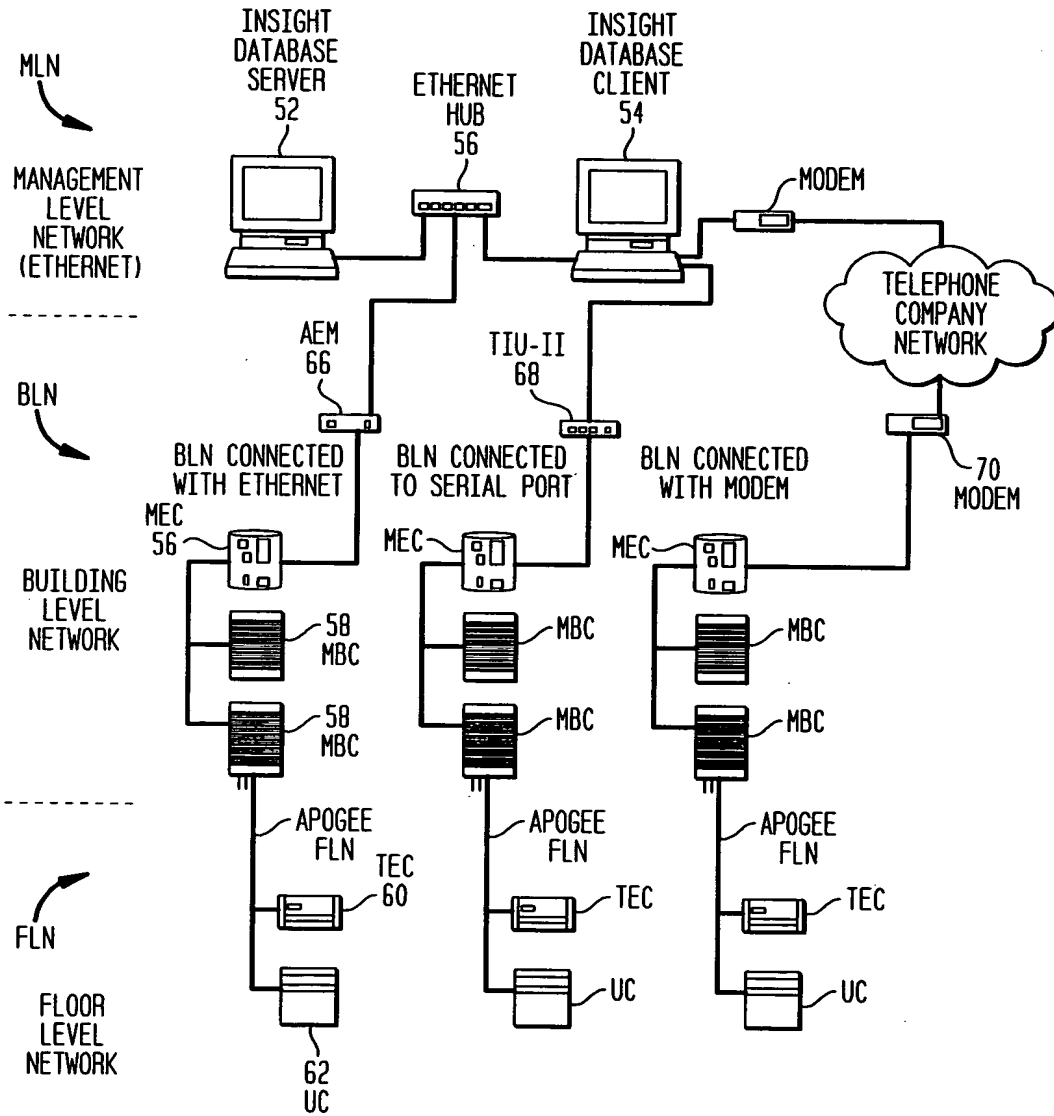 MLN
INSIGHT
DATABASE
SERVER
52
ETHERNET
HUB
56
INSIGHT
DATABASE
CLIENT
54
MODEM
MANAGEMENT
LEVEL
NETWORK
(ETHERNET)
TELEPHONE
COMPANY
NETWORK
AEM
66
TIU-II
68
BLN
BLN CONNECTED
WITH ETHERNET
BLN CONNECTED
TO SERIAL PORT
BLN CONNECTED
WITH MODEM
70
MODEM
MEC
56
MEC
MEC
BUILDING
LEVEL
NETWORK
58
MBC
MBC
MBC
58
MBC
MBC
MBC
APOGEE
FLN
APOGEE
FLN
APOGEE
FLN
TEC
60
TEC
TEC
FLN
UC
UC
FLOOR
LEVEL
NETWORK
62
UC